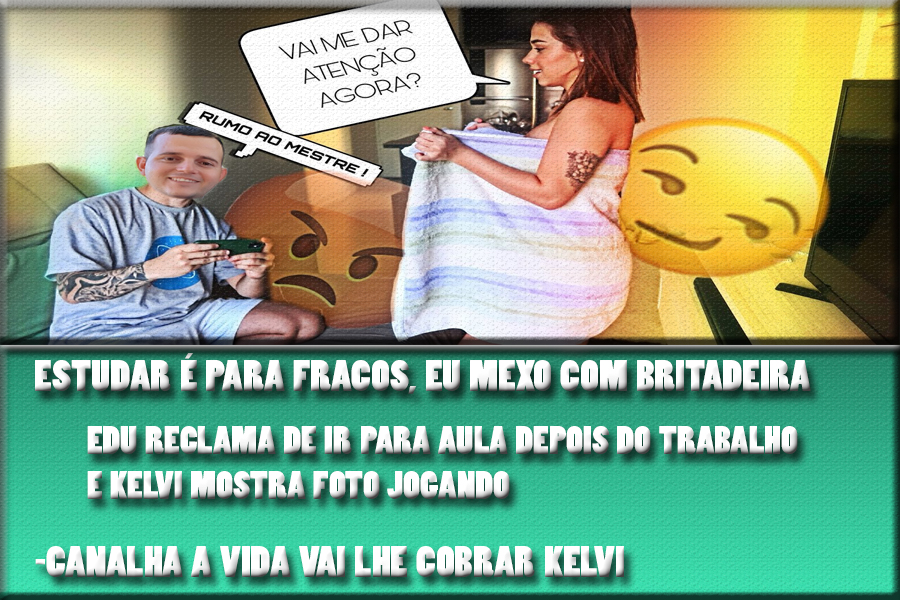 VAI ME DAR
ATENÇÃO
AGORA?
RUMO AO MESTRE!
ESTUDAR É PARA FRACOS, EU MEXO COM BRITADEIRA
EDU RECLAMA DE IR PARA AULA DEPOIS DO TRABALHO
E KELVI MOSTRA FOTO JOGANDO
-CANALHA A VIDA VAI LHE COBRAR KELVI